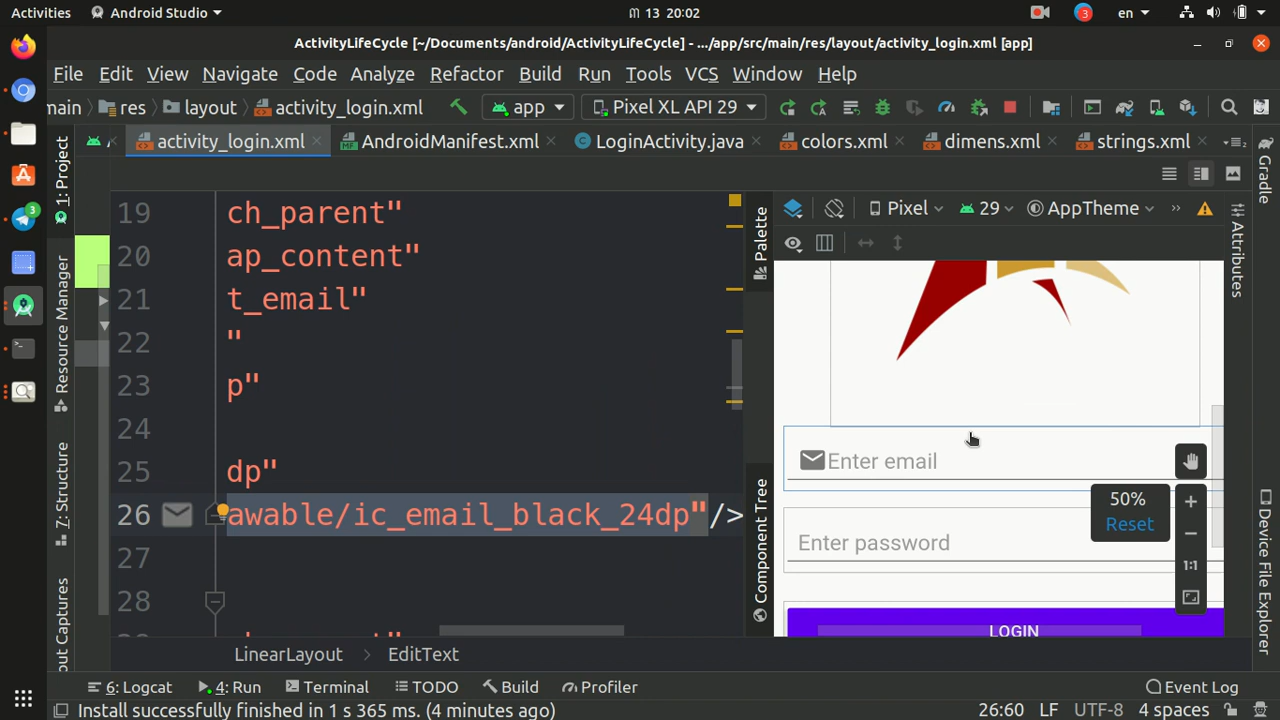 Activities
Android Studio
ጠ 13 20:02
3
en
ActivityLifeCycle [~/Documents/android/ActivityLifeCycle] - .../app/src/main/res/layout/activity_login.xml [app]
File Edit View Navigate Code Analyze Refactor Build Run Tools VCS Window Help
main res layout activity_login.xml
app
Pixel XL API 29
activity_login.xml
AndroidManifest.xml
LoginActivity.java
colors.xml
dimens.xml
strings.xml
1: Project
Resource Manager
7: Structure
Gradle
Attributes
Device File Explorer
Palette
Component Tree
Pixel
29
AppTheme
19 ch_parent"
20 ap_content"
21 t_email"
22 "
23 p"
24
25 dp"
26 awable/ic_email_black_24dp"/>
27
28
Enter email
Enter password
LOGIN
50%
Reset
1:1
LinearLayout > EditText
6: Logcat
4: Run
Terminal
TODO
Build
Profiler
Event Log
Install successfully finished in 1 s 365 ms. (4 minutes ago)
26:60 LF UTF-8 4 spaces